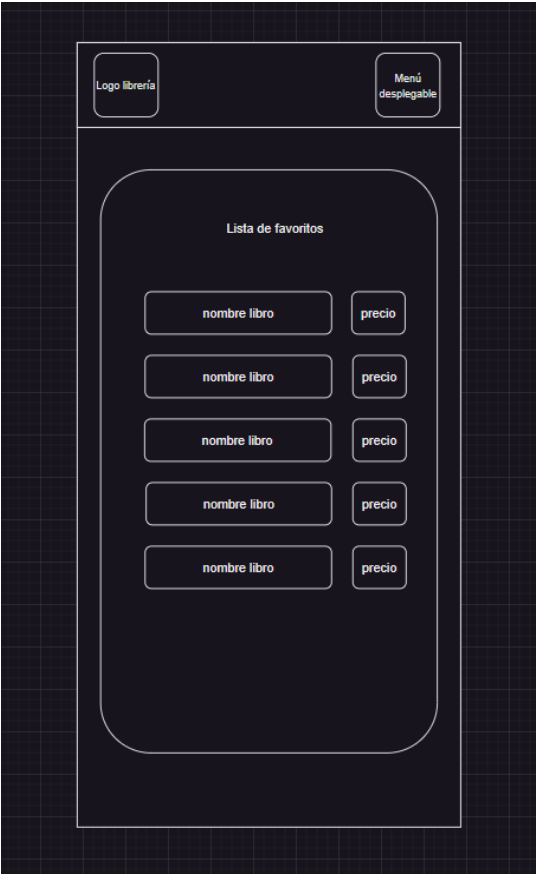 Logo librería
Menú
desplegable
Lista de favoritos
nombre libro precio
nombre libro precio
nombre libro precio
nombre libro precio
nombre libro precio